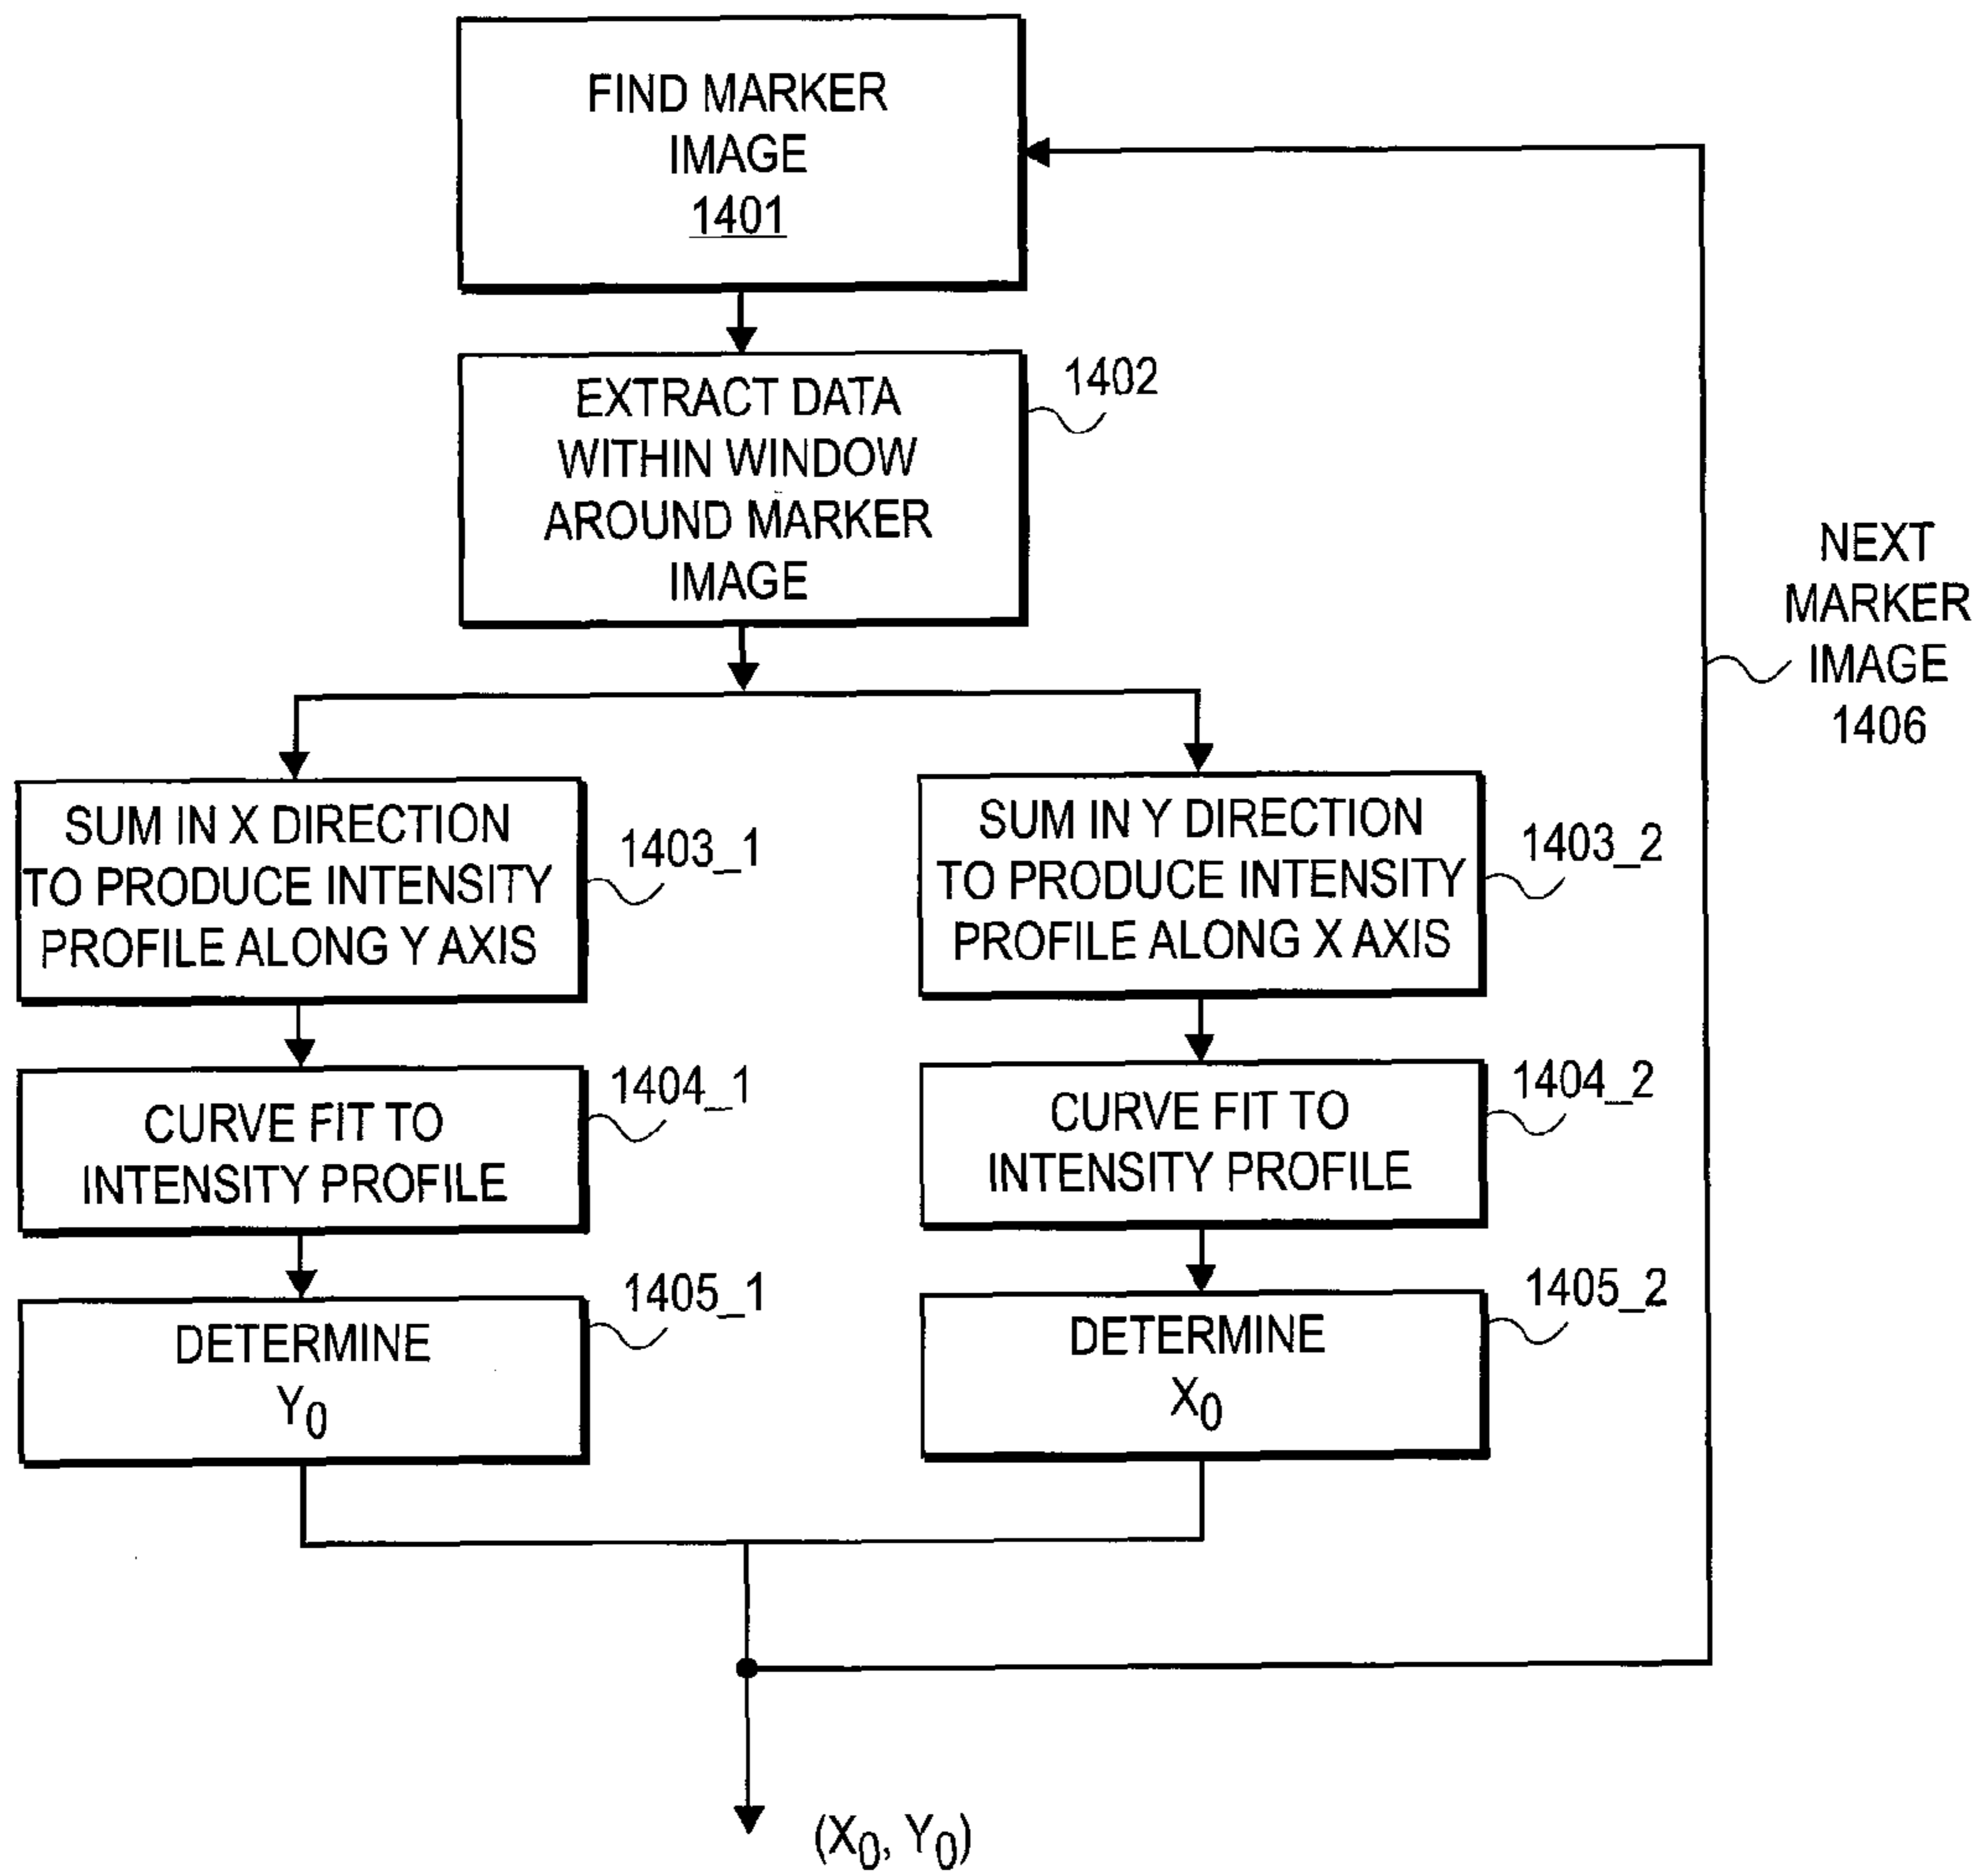 FIND MARKER
IMAGE
1401
EXTRACT DATA
WITHIN WINDOW
AROUND MARKER
IMAGE
1402
NEXT
MARKER
IMAGE
1406
SUM IN X DIRECTION
TO PRODUCE INTENSITY
PROFILE ALONG Y AXIS
1403_1
SUM IN Y DIRECTION
TO PRODUCE INTENSITY
PROFILE ALONG X AXIS
1403_2
CURVE FIT TO
INTENSITY PROFILE
1404_1
CURVE FIT TO
INTENSITY PROFILE
1404_2
DETERMINE
Y0
1405_1
DETERMINE
X0
1405_2
(X0, Y0)